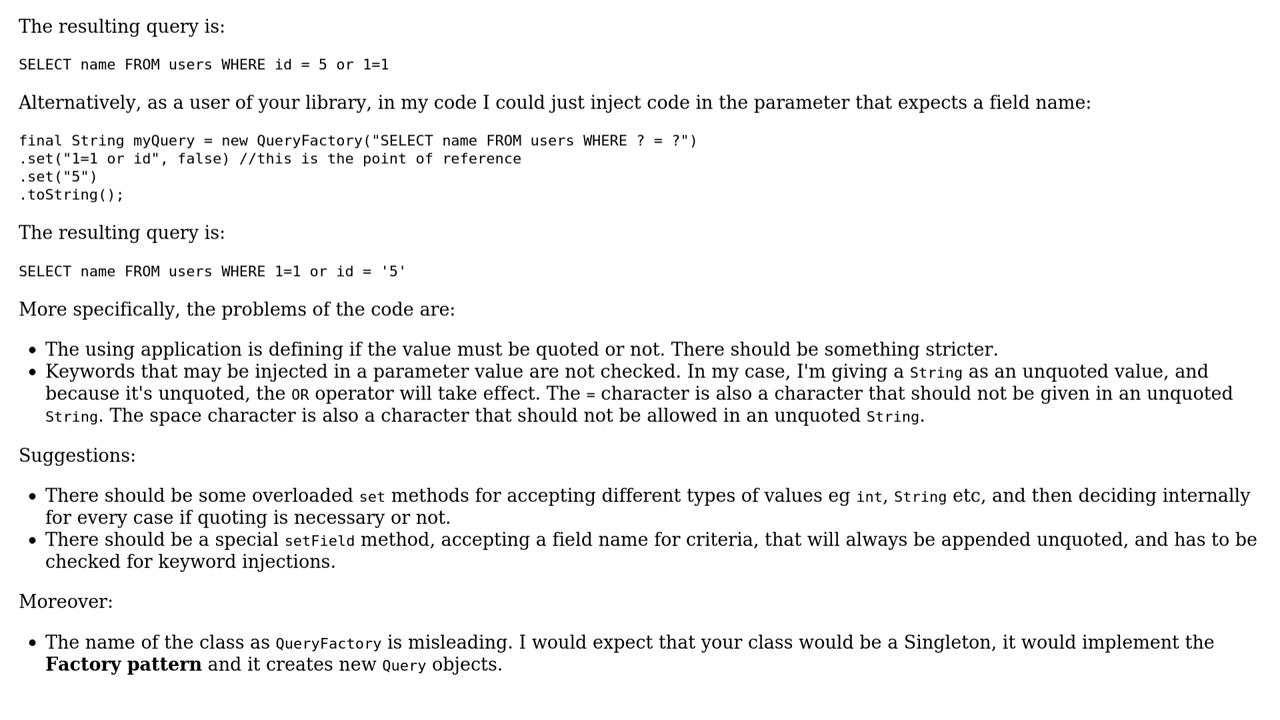 The resulting query is:
SELECT name FROM users WHERE id = 5 or 1=1
Alternatively, as a user of your library, in my code I could just inject code in the parameter that expects a field name:
final String myQuery = new QueryFactory("SELECT name FROM users WHERE ? = ?")
.set("1=1 or id", false) //this is the point of reference
.set("5")
.toString();
The resulting query is:
SELECT name FROM users WHERE 1=1 or id = '5'
More specifically, the problems of the code are:
• The using application is defining if the value must be quoted or not. There should be something stricter.
• Keywords that may be injected in a parameter value are not checked. In my case, I'm giving a String as an unquoted value, and
because it's unquoted, the OR operator will take effect. The = character is also a character that should not be given in an unquoted
String. The space character is also a character that should not be allowed in an unquoted String.
Suggestions:
• There should be some overloaded set methods for accepting different types of values eg int, String etc, and then deciding internally
for every case if quoting is necessary or not.
• There should be a special setField method, accepting a field name for criteria, that will always be appended unquoted, and has to be
checked for keyword injections.
Moreover:
• The name of the class as QueryFactory is misleading. I would expect that your class would be a Singleton, it would implement the
Factory pattern and it creates new Query objects.